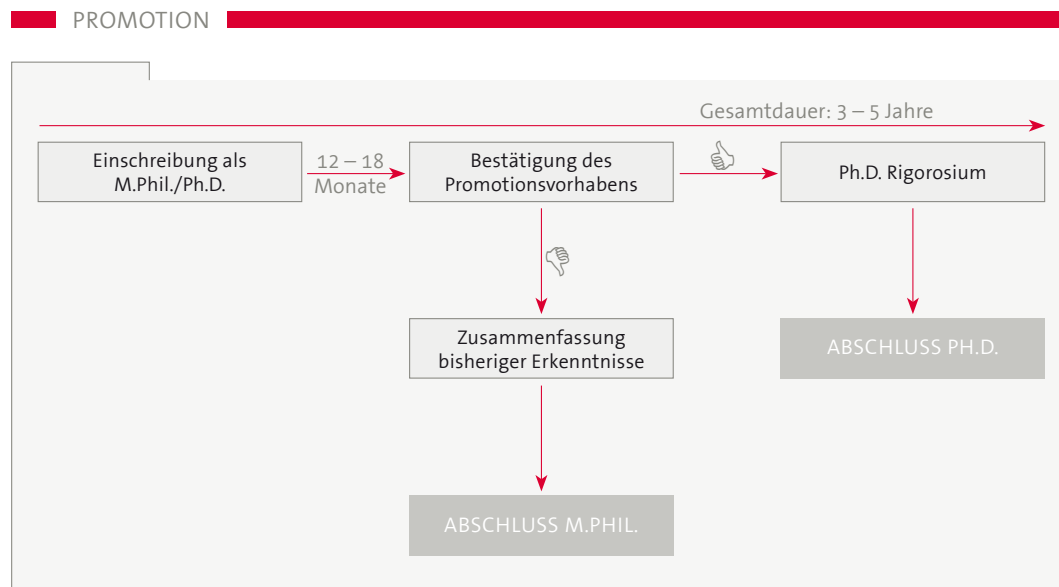 PROMOTION
Gesamtdauer: 3 – 5 Jahre
Einschreibung als
M.Phil./Ph.D.
12 – 18
Monate
Bestätigung des
Promotionsvorhabens
Ph.D. Rigorosium
Zusammenfassung
bisheriger Erkenntnisse
ABSCHLUSS PH.D.
ABSCHLUSS M.PHIL.